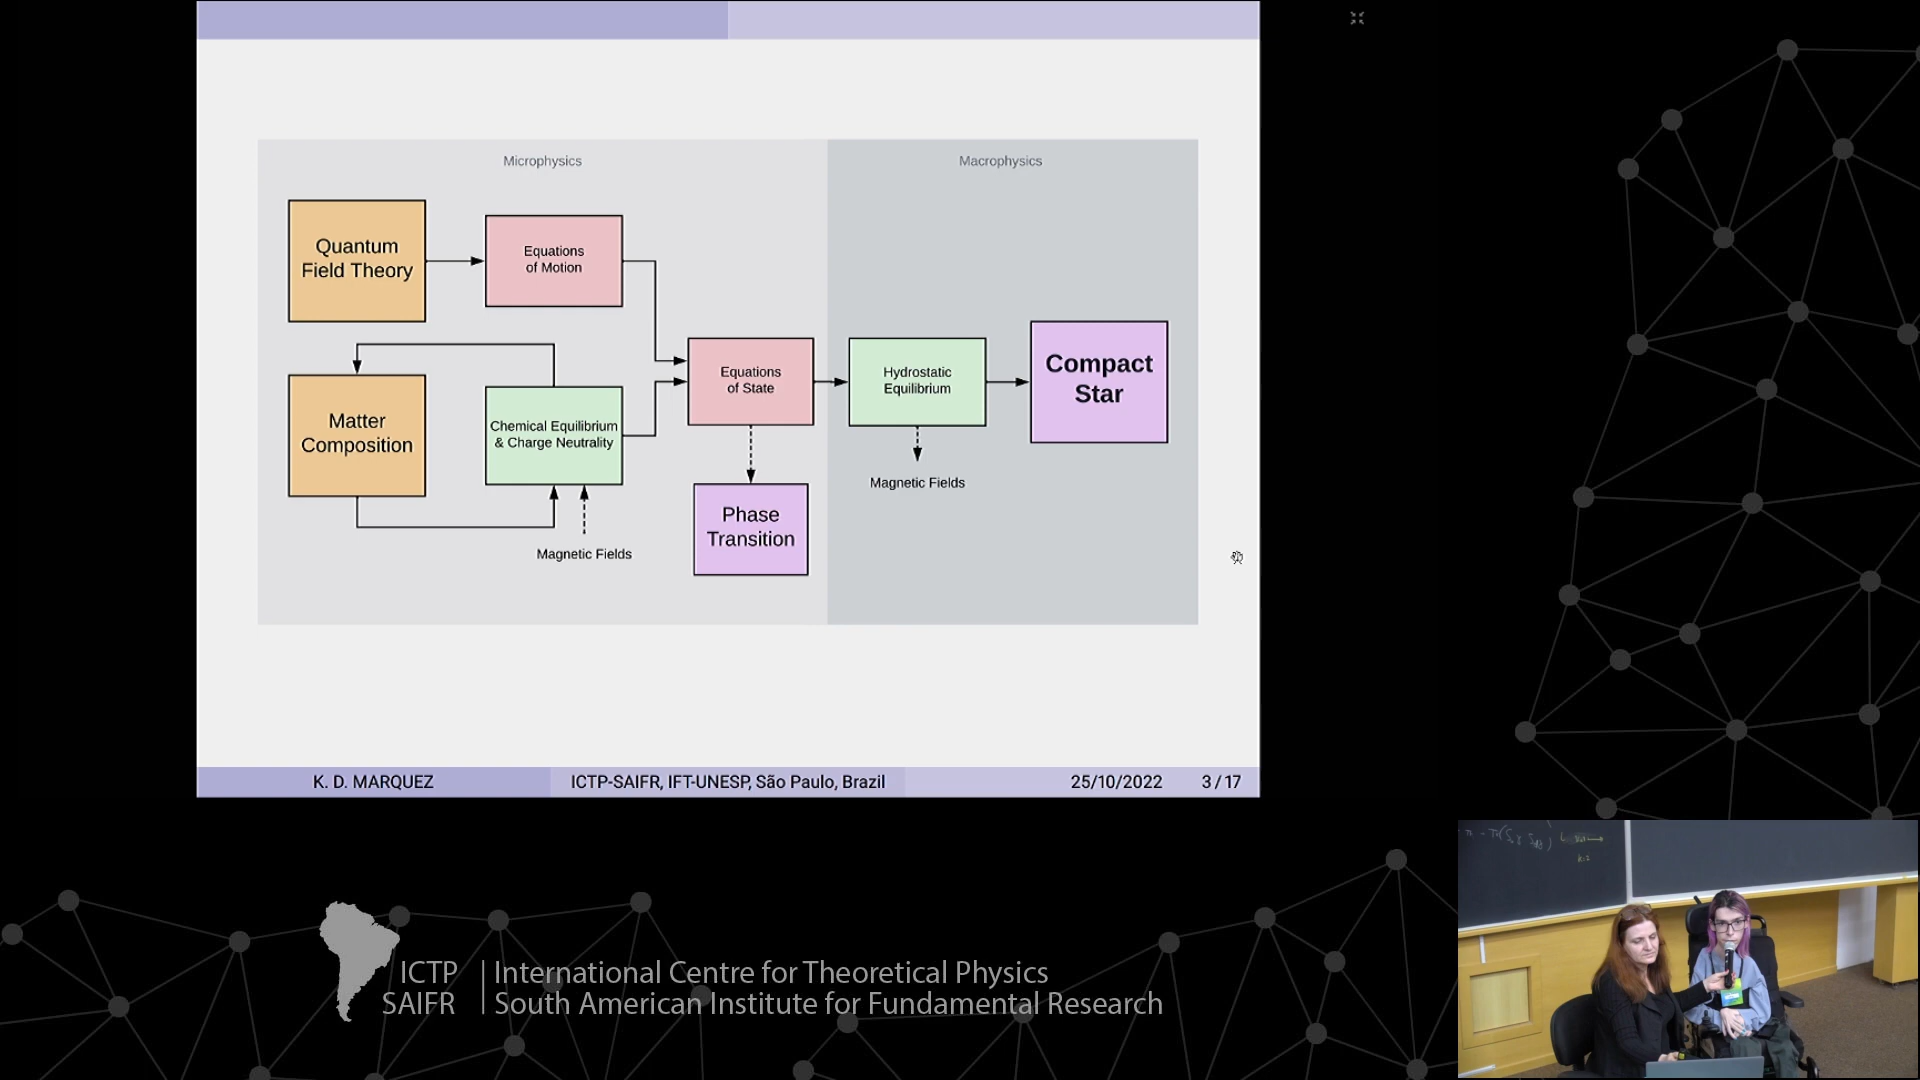 Microphysics
Macrophysics
Quantum
Field Theory
Equations
of Motion
Matter
Composition
Chemical Equilibrium
& Charge Neutrality
Magnetic Fields
Equations
of State
Phase
Transition
Hydrostatic
Equilibrium
Magnetic Fields
Compact
Star
K. D. MARQUEZ
ICTP-SAIFR, IFT-UNESP, São Paulo, Brazil
25/10/2022
3 / 17
ICTP
SAIFR
International Centre for Theoretical Physics
South American Institute for Fundamental Research